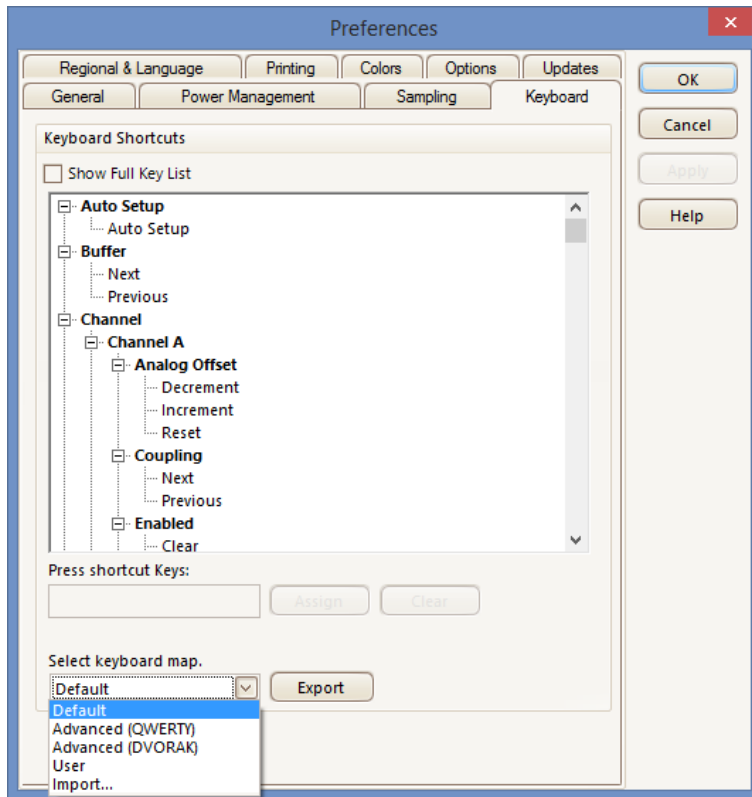 Preferences
Regional & Language Printing Colors Options Updates
General Power Management Sampling Keyboard
OK
Cancel
Apply
Help
Keyboard Shortcuts
Show Full Key List
Auto Setup
Auto Setup
Buffer
Next
Previous
Channel
Channel A
Analog Offset
Decrement
Increment
Reset
Coupling
Next
Previous
Enabled
Clear
Press shortcut Keys:
Assign Clear
Select keyboard map.
Default Export
Default
Advanced (QWERTY)
Advanced (DVORAK)
User
Import...